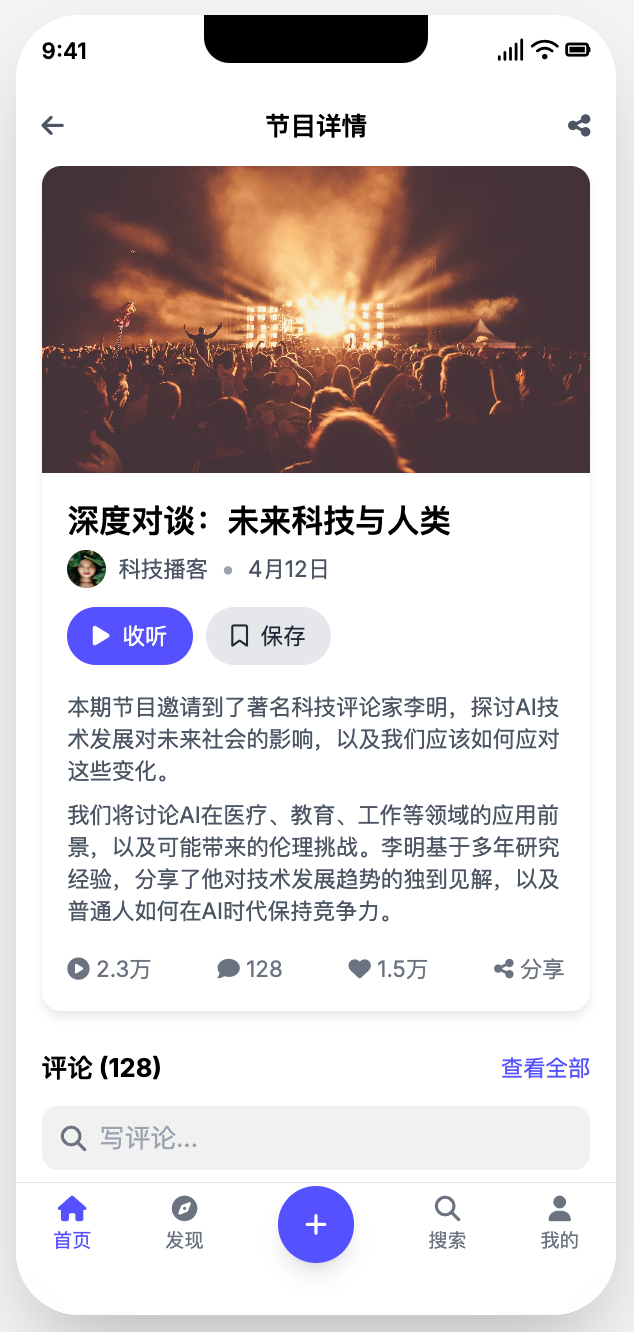 9:41
节目详情
深度对谈：未来科技与人类
科技播客 • 4月12日
收听 保存
本期节目邀请到了著名科技评论家李明，探讨AI技
术发展对未来社会的影响，以及我们应该如何应对
这些变化。
我们将讨论AI在医疗、教育、工作等领域的应用前
景，以及可能带来的伦理挑战。李明基于多年研究
经验，分享了他对技术发展趋势的独到见解，以及
普通人如何在AI时代保持竞争力。
2.3万 128 1.5万 分享
评论 (128) 查看全部
写评论...
首页 发现 搜索 我的